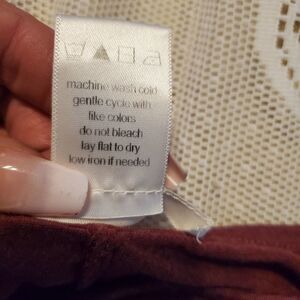 machine wash cold
gentle cycle with
like colors
do not bleach
lay flat to dry
low iron if needed